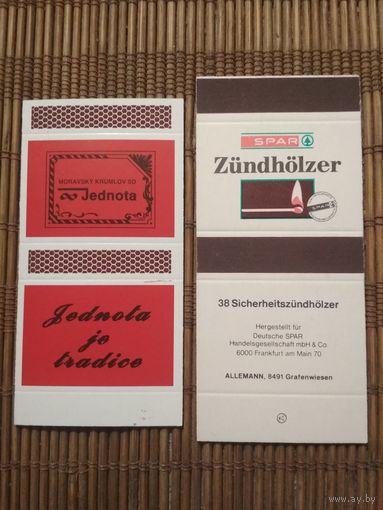 MORAVSKÝ KRUMLOV SD
Jednota
Jednota
je
tradice
SPAR
Zündhölzer
SPAR
38 Sicherheitszündhölzer
Hergestellt für
Deutsche SPAR
Handelsgesellschaft mbH & Co.
6000 Frankfurt am Main 70
ALLEMANN, 8491 Grafenwiesen
www.ay.by